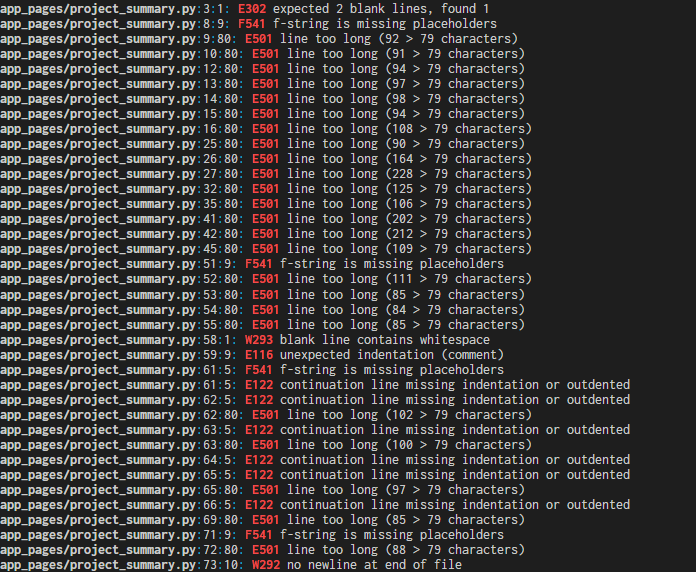 app_pages/project_summary.py:3:1: E302 expected 2 blank lines, found 1
app_pages/project_summary.py:8:9: F541 f-string is missing placeholders
app_pages/project_summary.py:9:80: E501 line too long (92 > 79 characters)
app_pages/project_summary.py:10:80: E501 line too long (91 > 79 characters)
app_pages/project_summary.py:12:80: E501 line too long (94 > 79 characters)
app_pages/project_summary.py:13:80: E501 line too long (97 > 79 characters)
app_pages/project_summary.py:14:80: E501 line too long (98 > 79 characters)
app_pages/project_summary.py:15:80: E501 line too long (94 > 79 characters)
app_pages/project_summary.py:16:80: E501 line too long (108 > 79 characters)
app_pages/project_summary.py:25:80: E501 line too long (90 > 79 characters)
app_pages/project_summary.py:26:80: E501 line too long (164 > 79 characters)
app_pages/project_summary.py:27:80: E501 line too long (228 > 79 characters)
app_pages/project_summary.py:32:80: E501 line too long (125 > 79 characters)
app_pages/project_summary.py:35:80: E501 line too long (106 > 79 characters)
app_pages/project_summary.py:41:80: E501 line too long (202 > 79 characters)
app_pages/project_summary.py:42:80: E501 line too long (212 > 79 characters)
app_pages/project_summary.py:45:80: E501 line too long (109 > 79 characters)
app_pages/project_summary.py:51:9: F541 f-string is missing placeholders
app_pages/project_summary.py:52:80: E501 line too long (111 > 79 characters)
app_pages/project_summary.py:53:80: E501 line too long (85 > 79 characters)
app_pages/project_summary.py:54:80: E501 line too long (84 > 79 characters)
app_pages/project_summary.py:55:80: E501 line too long (85 > 79 characters)
app_pages/project_summary.py:58:1: W293 blank line contains whitespace
app_pages/project_summary.py:59:9: E116 unexpected indentation (comment)
app_pages/project_summary.py:61:5: F541 f-string is missing placeholders
app_pages/project_summary.py:61:5: E122 continuation line missing indentation or outdented
app_pages/project_summary.py:62:5: E122 continuation line missing indentation or outdented
app_pages/project_summary.py:62:80: E501 line too long (102 > 79 characters)
app_pages/project_summary.py:63:5: E122 continuation line missing indentation or outdented
app_pages/project_summary.py:63:80: E501 line too long (100 > 79 characters)
app_pages/project_summary.py:64:5: E122 continuation line missing indentation or outdented
app_pages/project_summary.py:65:5: E122 continuation line missing indentation or outdented
app_pages/project_summary.py:65:80: E501 line too long (97 > 79 characters)
app_pages/project_summary.py:66:5: E122 continuation line missing indentation or outdented
app_pages/project_summary.py:69:80: E501 line too long (85 > 79 characters)
app_pages/project_summary.py:71:9: F541 f-string is missing placeholders
app_pages/project_summary.py:72:80: E501 line too long (88 > 79 characters)
app_pages/project_summary.py:73:10: W292 no newline at end of file